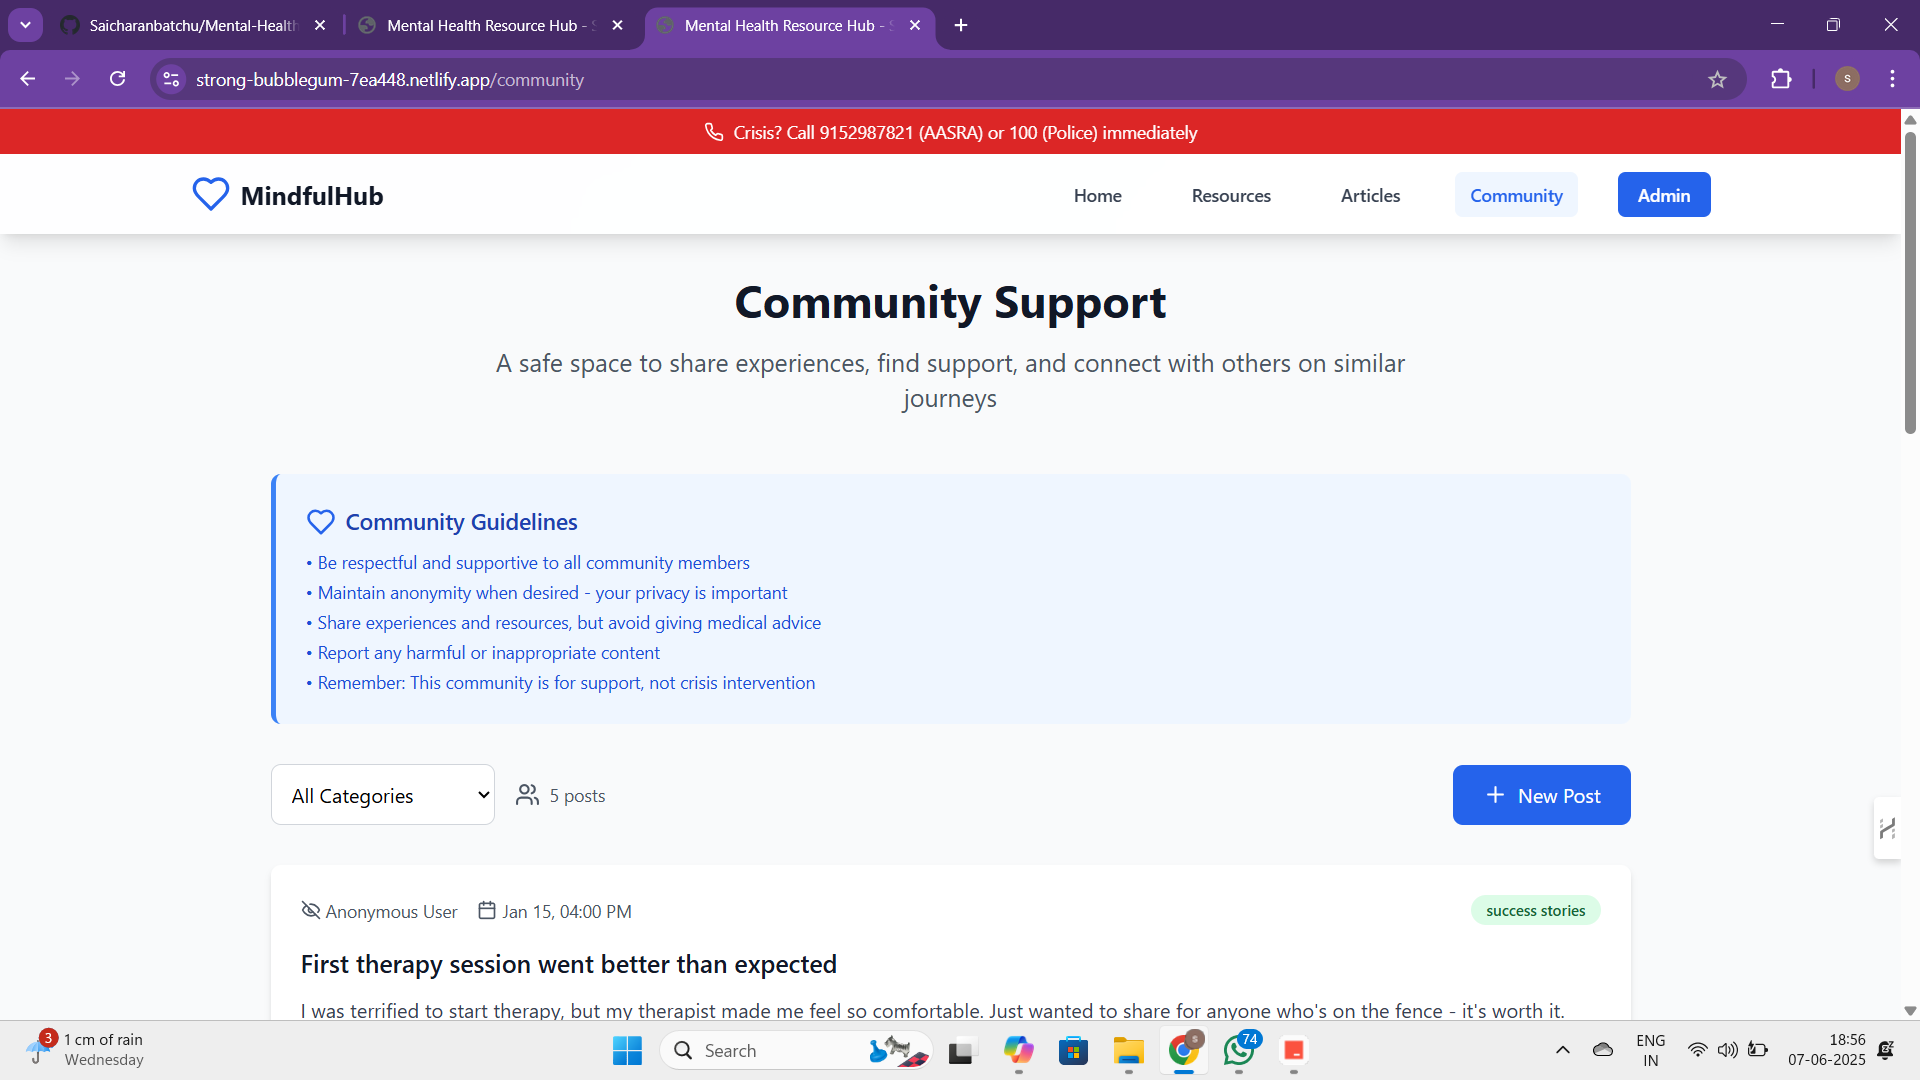 Saicharanbatchu/Mental-Health
Mental Health Resource Hub -
Mental Health Resource Hub -
strong-bubblegum-7ea448.netlify.app/community
S
Crisis? Call 9152987821 (AASRA) or 100 (Police) immediately
MindfulHub
Home
Resources
Articles
Community
Admin
Community Support
A safe space to share experiences, find support, and connect with others on similar
journeys
Community Guidelines
• Be respectful and supportive to all community members
• Maintain anonymity when desired - your privacy is important
• Share experiences and resources, but avoid giving medical advice
• Report any harmful or inappropriate content
• Remember: This community is for support, not crisis intervention
All Categories
5 posts
+ New Post
Anonymous User
Jan 15, 04:00 PM
success stories
First therapy session went better than expected
I was terrified to start therapy, but my therapist made me feel so comfortable. Just wanted to share for anyone who's on the fence - it's worth it.
3
1 cm of rain
Wednesday
Search
S
74
ENG
IN
18:56
07-06-2025